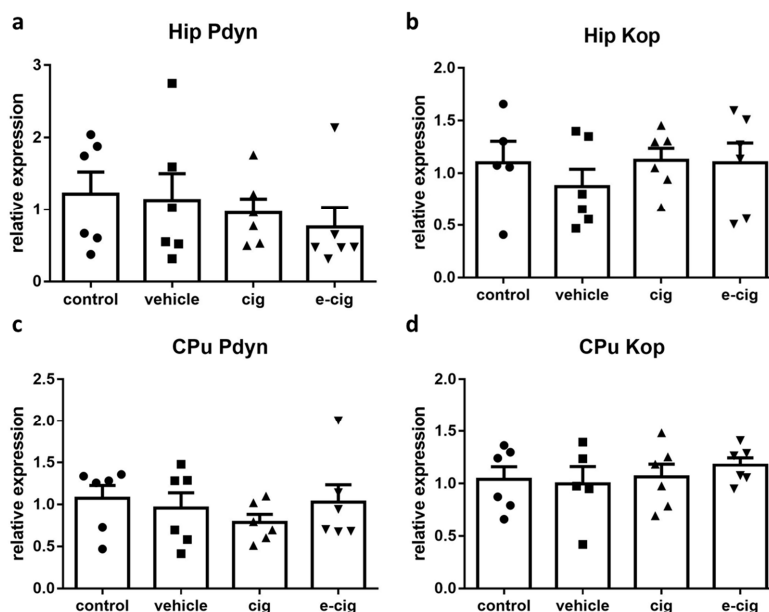 a
Hip Pdyn
relative expression
3
2
1
0
control vehicle cig e-cig
b
Hip Kop
relative expression
2.0
1.5
1.0
0.5
0.0
control vehicle cig e-cig
c
CPu Pdyn
relative expression
2.5
2.0
1.5
1.0
0.5
0.0
control vehicle cig e-cig
d
CPu Kop
relative expression
2.0
1.5
1.0
0.5
0.0
control vehicle cig e-cig